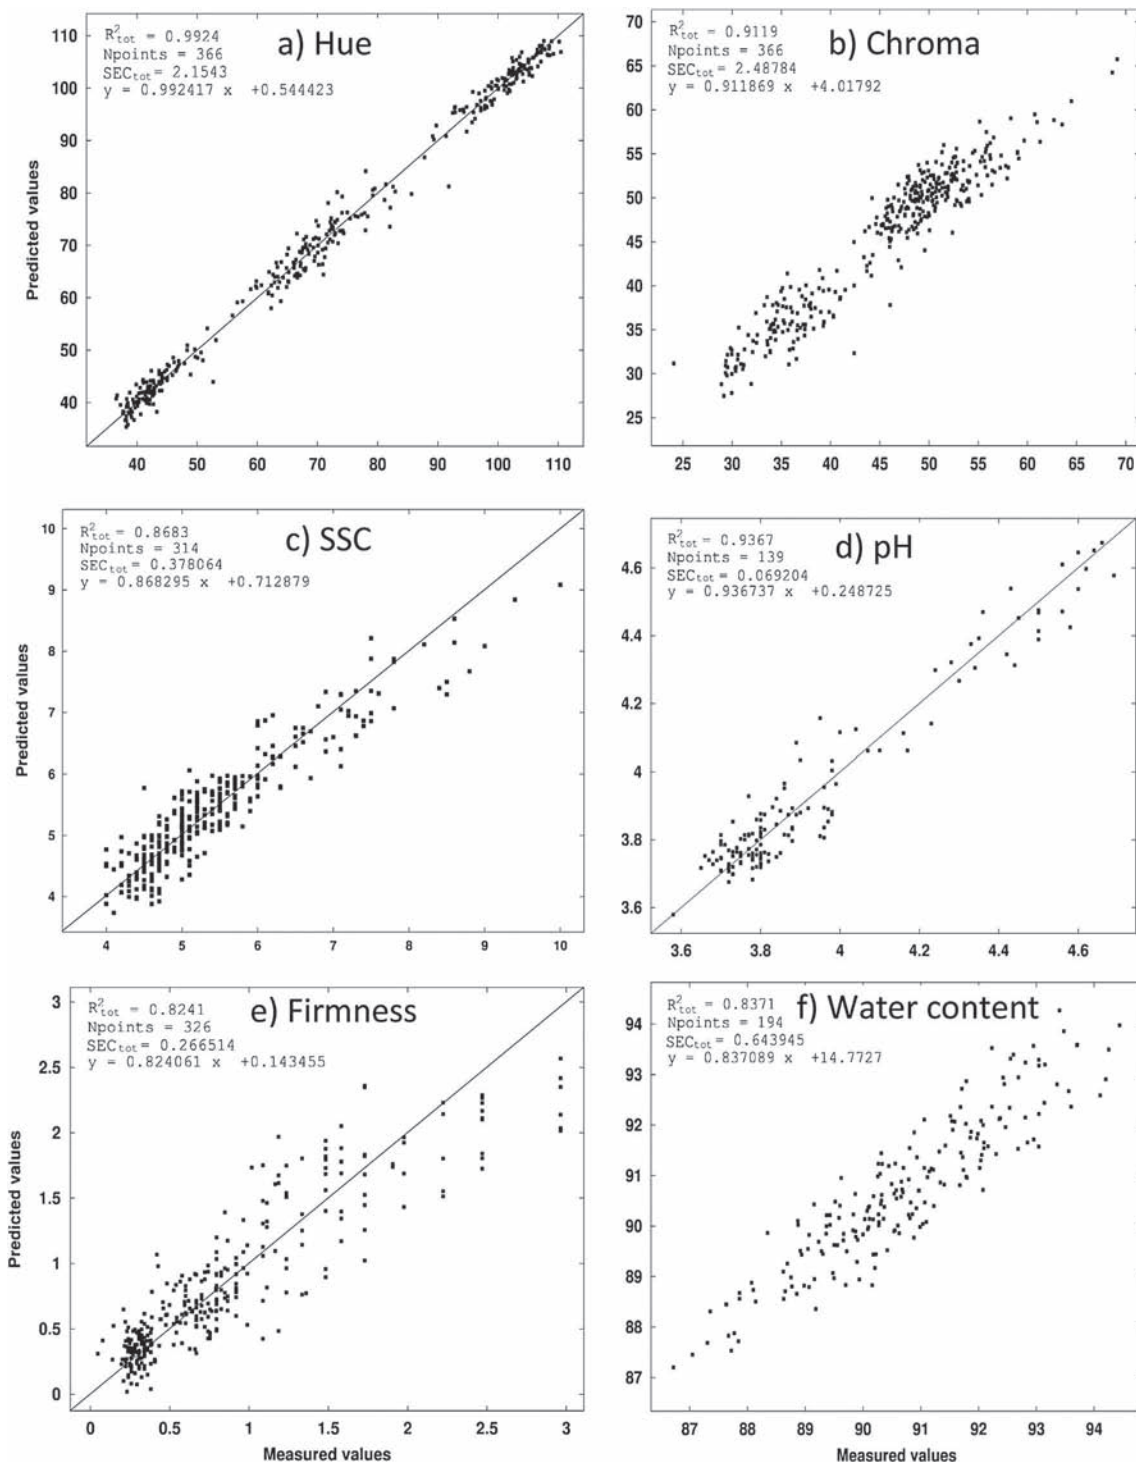 a) Hue
R²tot = 0.9924
Npoints = 366
SECtot = 2.1543
y = 0.992417 x +0.544423
Predicted values
110
100
90
80
70
60
50
40
40 50 60 70 80 90 100 110
b) Chroma
R²tot = 0.9119
Npoints = 366
SECtot = 2.48784
y = 0.911869 x +4.01792
70
65
60
55
50
45
40
35
30
25
25 30 35 40 45 50 55 60 65 70
c) SSC
R²tot = 0.8683
Npoints = 314
SECtot = 0.378064
y = 0.868295 x +0.712879
Predicted values
10
9
8
7
6
5
4
4 5 6 7 8 9 10
d) pH
R²tot = 0.9367
Npoints = 139
SECtot = 0.069204
y = 0.936737 x +0.248725
4.6
4.4
4.2
4
3.8
3.6
3.6 3.8 4 4.2 4.4 4.6
e) Firmness
R²tot = 0.8241
Npoints = 326
SECtot = 0.266514
y = 0.824061 x +0.143455
Predicted values
3
2.5
2
1.5
1
0.5
0
0 0.5 1 1.5 2 2.5 3
Measured values
f) Water content
R²tot = 0.8371
Npoints = 194
SECtot = 0.643945
y = 0.837089 x +14.7727
94
93
92
91
90
89
88
87
87 88 89 90 91 92 93 94
Measured values